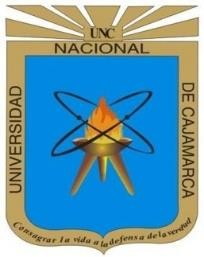 UNC
NACIONAL
UNIVERSIDAD
DE CAJAMARCA
Consagrar la vida a la defensa de la verdad